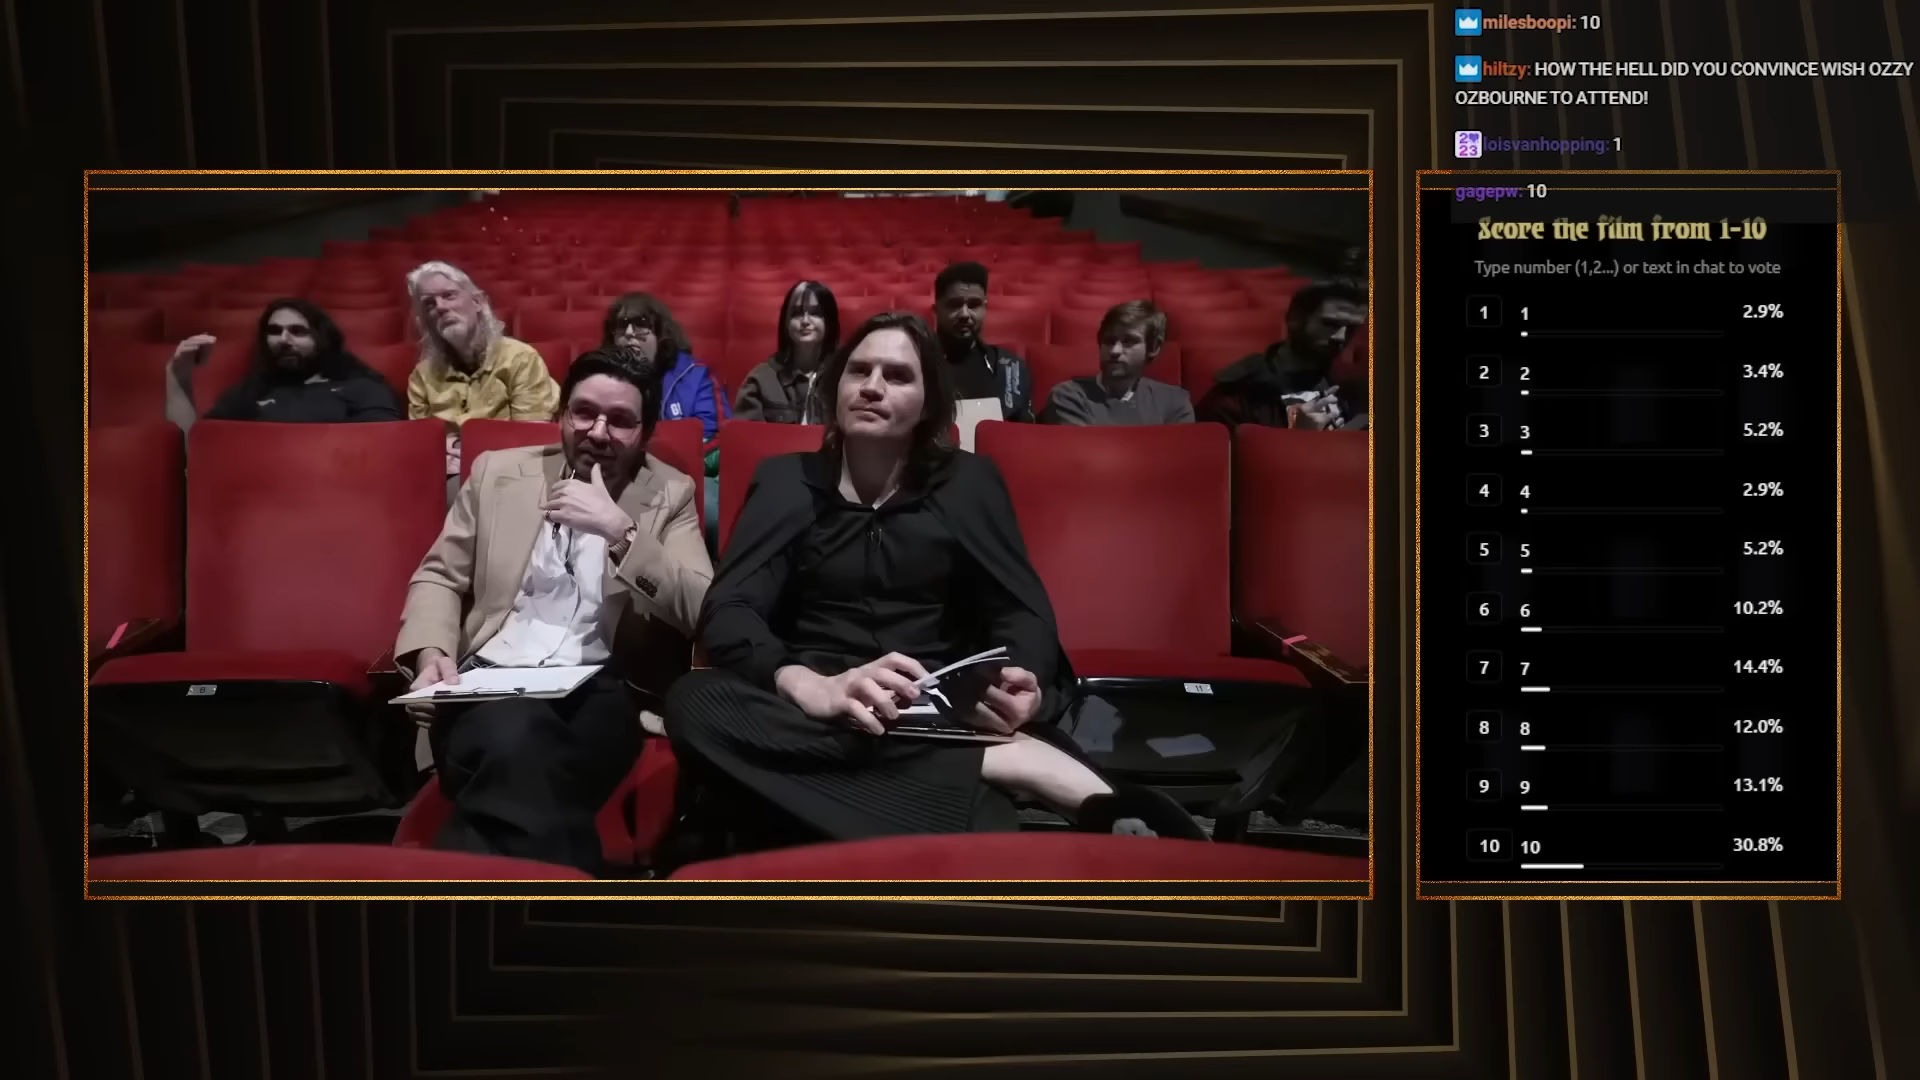 milesboopi: 10
hiltzy: HOW THE HELL DID YOU CONVINCE WISH OZZY
OZBOURNE TO ATTEND!
2023 loisvanhopping: 1
gagepw: 10
Score the film from 1-10
Type number (1,2...) or text in chat to vote
1 1 2.9%
2 2 3.4%
3 3 5.2%
4 4 2.9%
5 5 5.2%
6 6 10.2%
7 7 14.4%
8 8 12.0%
9 9 13.1%
10 10 30.8%